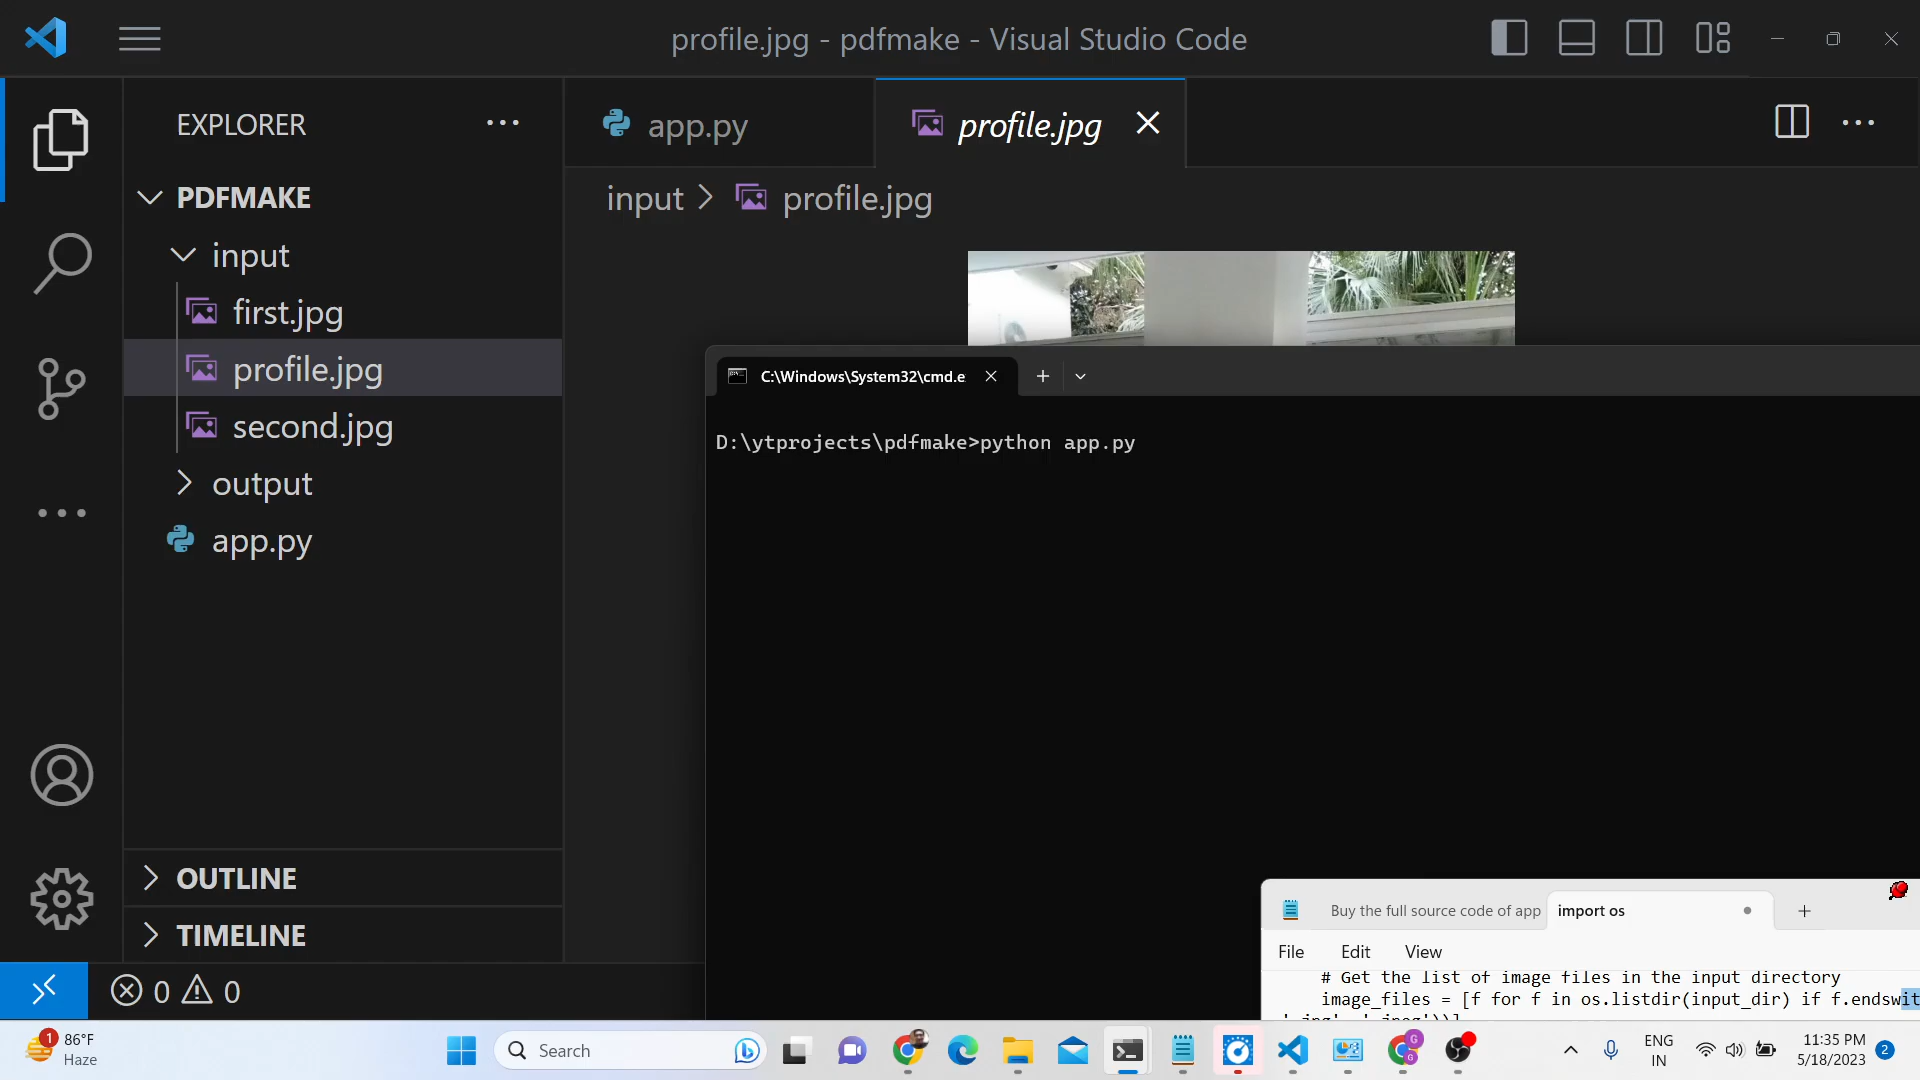 profile.jpg - pdfmake - Visual Studio Code
EXPLORER
PDFMAKE
input
first.jpg
profile.jpg
second.jpg
output
app.py
OUTLINE
TIMELINE
app.py
profile.jpg
input > profile.jpg
C:\Windows\System32\cmd.e
D:\ytprojects\pdfmake>python app.py
Buy the full source code of app
import os
File Edit View
# Get the list of image files in the input directory
image_files = [f for f in os.listdir(input_dir) if f.endswit
0 0
1
86°F
Haze
Search
G
G
ENG
IN
11:35 PM
5/18/2023
2